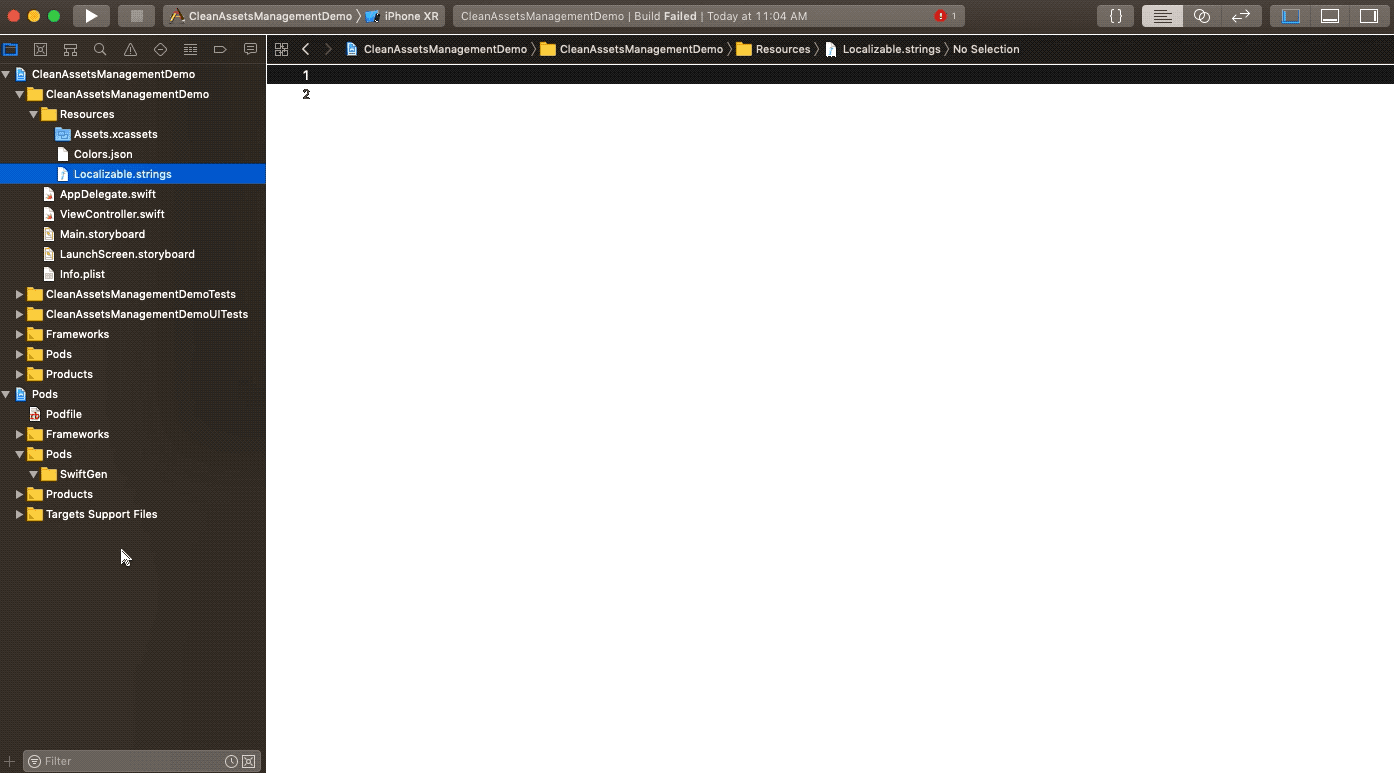 CleanAssetsManagementDemo iPhone XR CleanAssetsManagementDemo | Build Failed | Today at 11:04 AM 1 {}
CleanAssetsManagementDemo CleanAssetsManagementDemo Resources Localizable.strings No Selection
CleanAssetsManagementDemo
CleanAssetsManagementDemo
Resources
Assets.xcassets
Colors.json
Localizable.strings
AppDelegate.swift
ViewController.swift
Main.storyboard
LaunchScreen.storyboard
Info.plist
CleanAssetsManagementDemoTests
CleanAssetsManagementDemoUITests
Frameworks
Pods
Products
Pods
Podfile
Frameworks
Pods
SwiftGen
Products
Targets Support Files
Filter
1
2